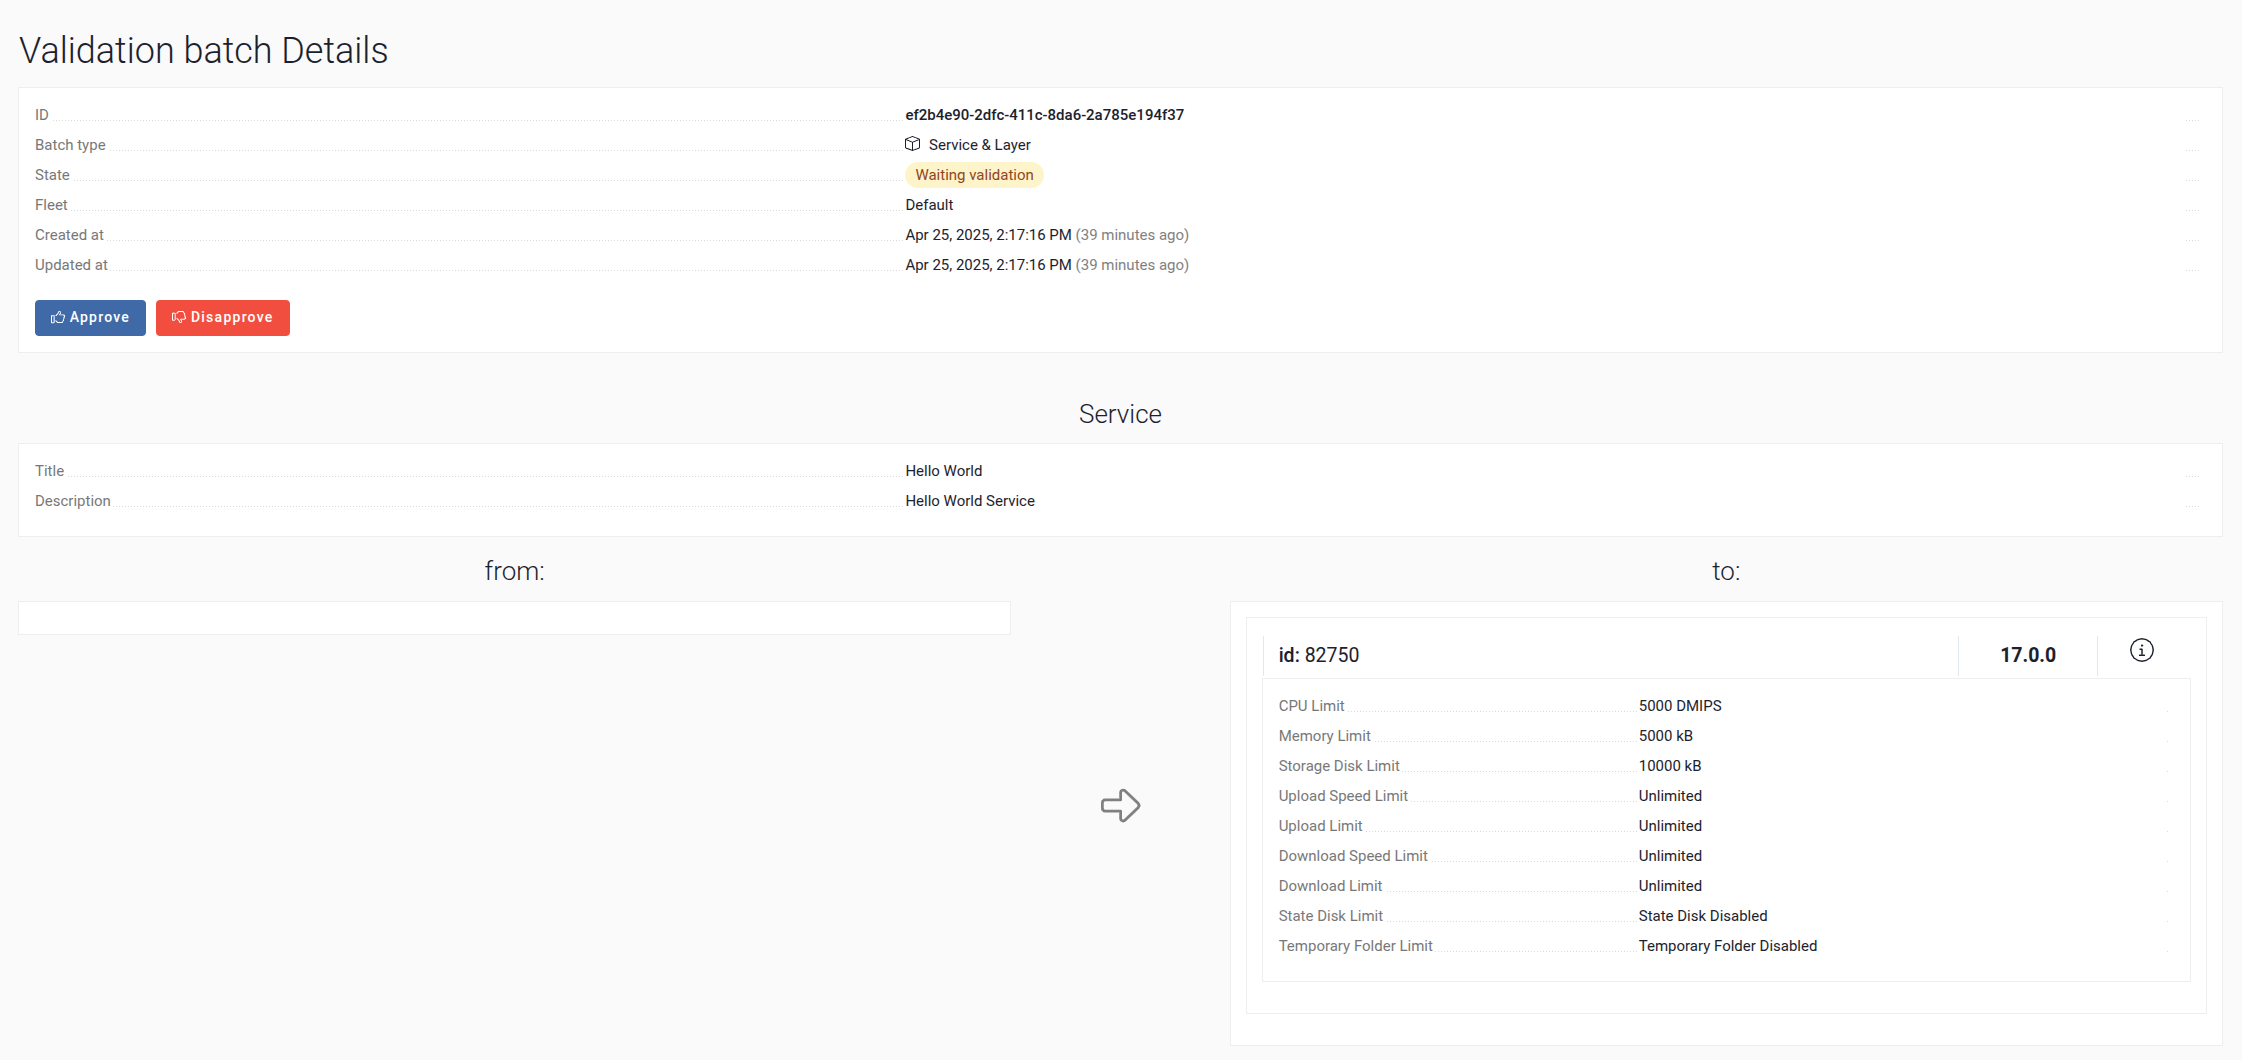 Validation batch Details
ID ef2b4e90-2dfc-411c-8da6-2a785e194f37
Batch type Service & Layer
State Waiting validation
Fleet Default
Created at Apr 25, 2025, 2:17:16 PM (39 minutes ago)
Updated at Apr 25, 2025, 2:17:16 PM (39 minutes ago)
Approve Disapprove
Service
Title Hello World
Description Hello World Service
from:
to:
id: 82750 17.0.0
CPU Limit 5000 DMIPS
Memory Limit 5000 kB
Storage Disk Limit 10000 kB
Upload Speed Limit Unlimited
Upload Limit Unlimited
Download Speed Limit Unlimited
Download Limit Unlimited
State Disk Limit State Disk Disabled
Temporary Folder Limit Temporary Folder Disabled